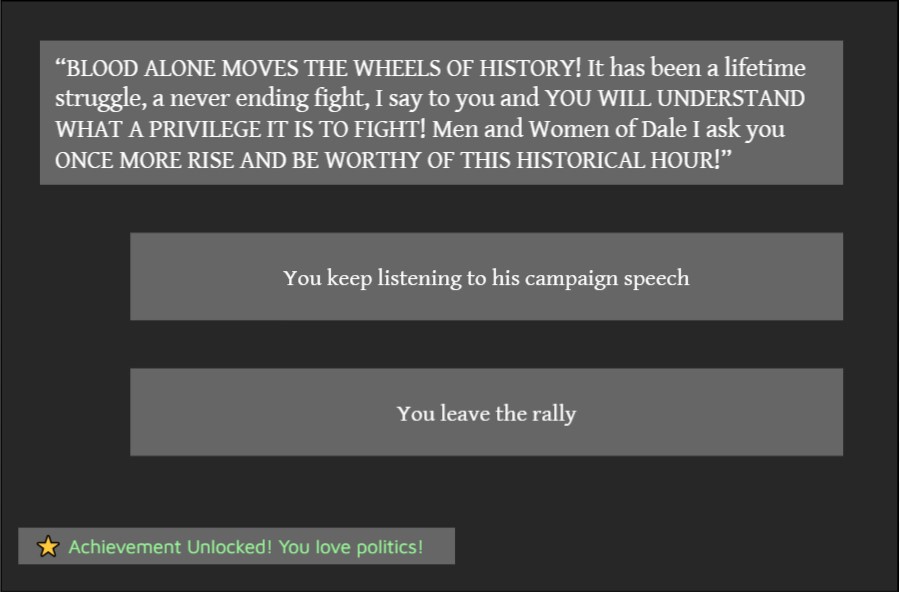 “BLOOD ALONE MOVES THE WHEELS OF HISTORY! It has been a lifetime
struggle, a never ending fight, I say to you and YOU WILL UNDERSTAND
WHAT A PRIVILEGE IT IS TO FIGHT! Men and Women of Dale I ask you
ONCE MORE RISE AND BE WORTHY OF THIS HISTORICAL HOUR!”
You keep listening to his campaign speech
You leave the rally
Achievement Unlocked! You love politics!